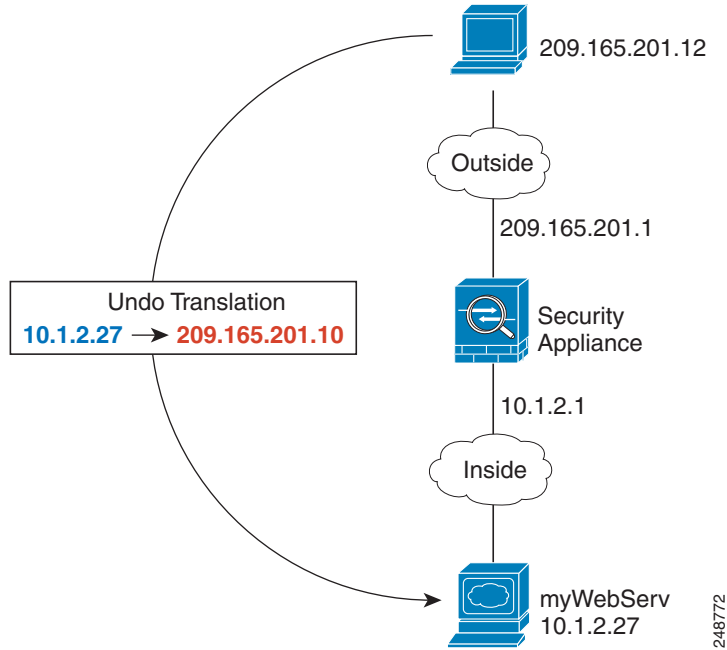 209.165.201.12
Outside
209.165.201.1
Undo Translation
10.1.2.27 → 209.165.201.10
Security
Appliance
10.1.2.1
Inside
myWebServ
10.1.2.27
248772